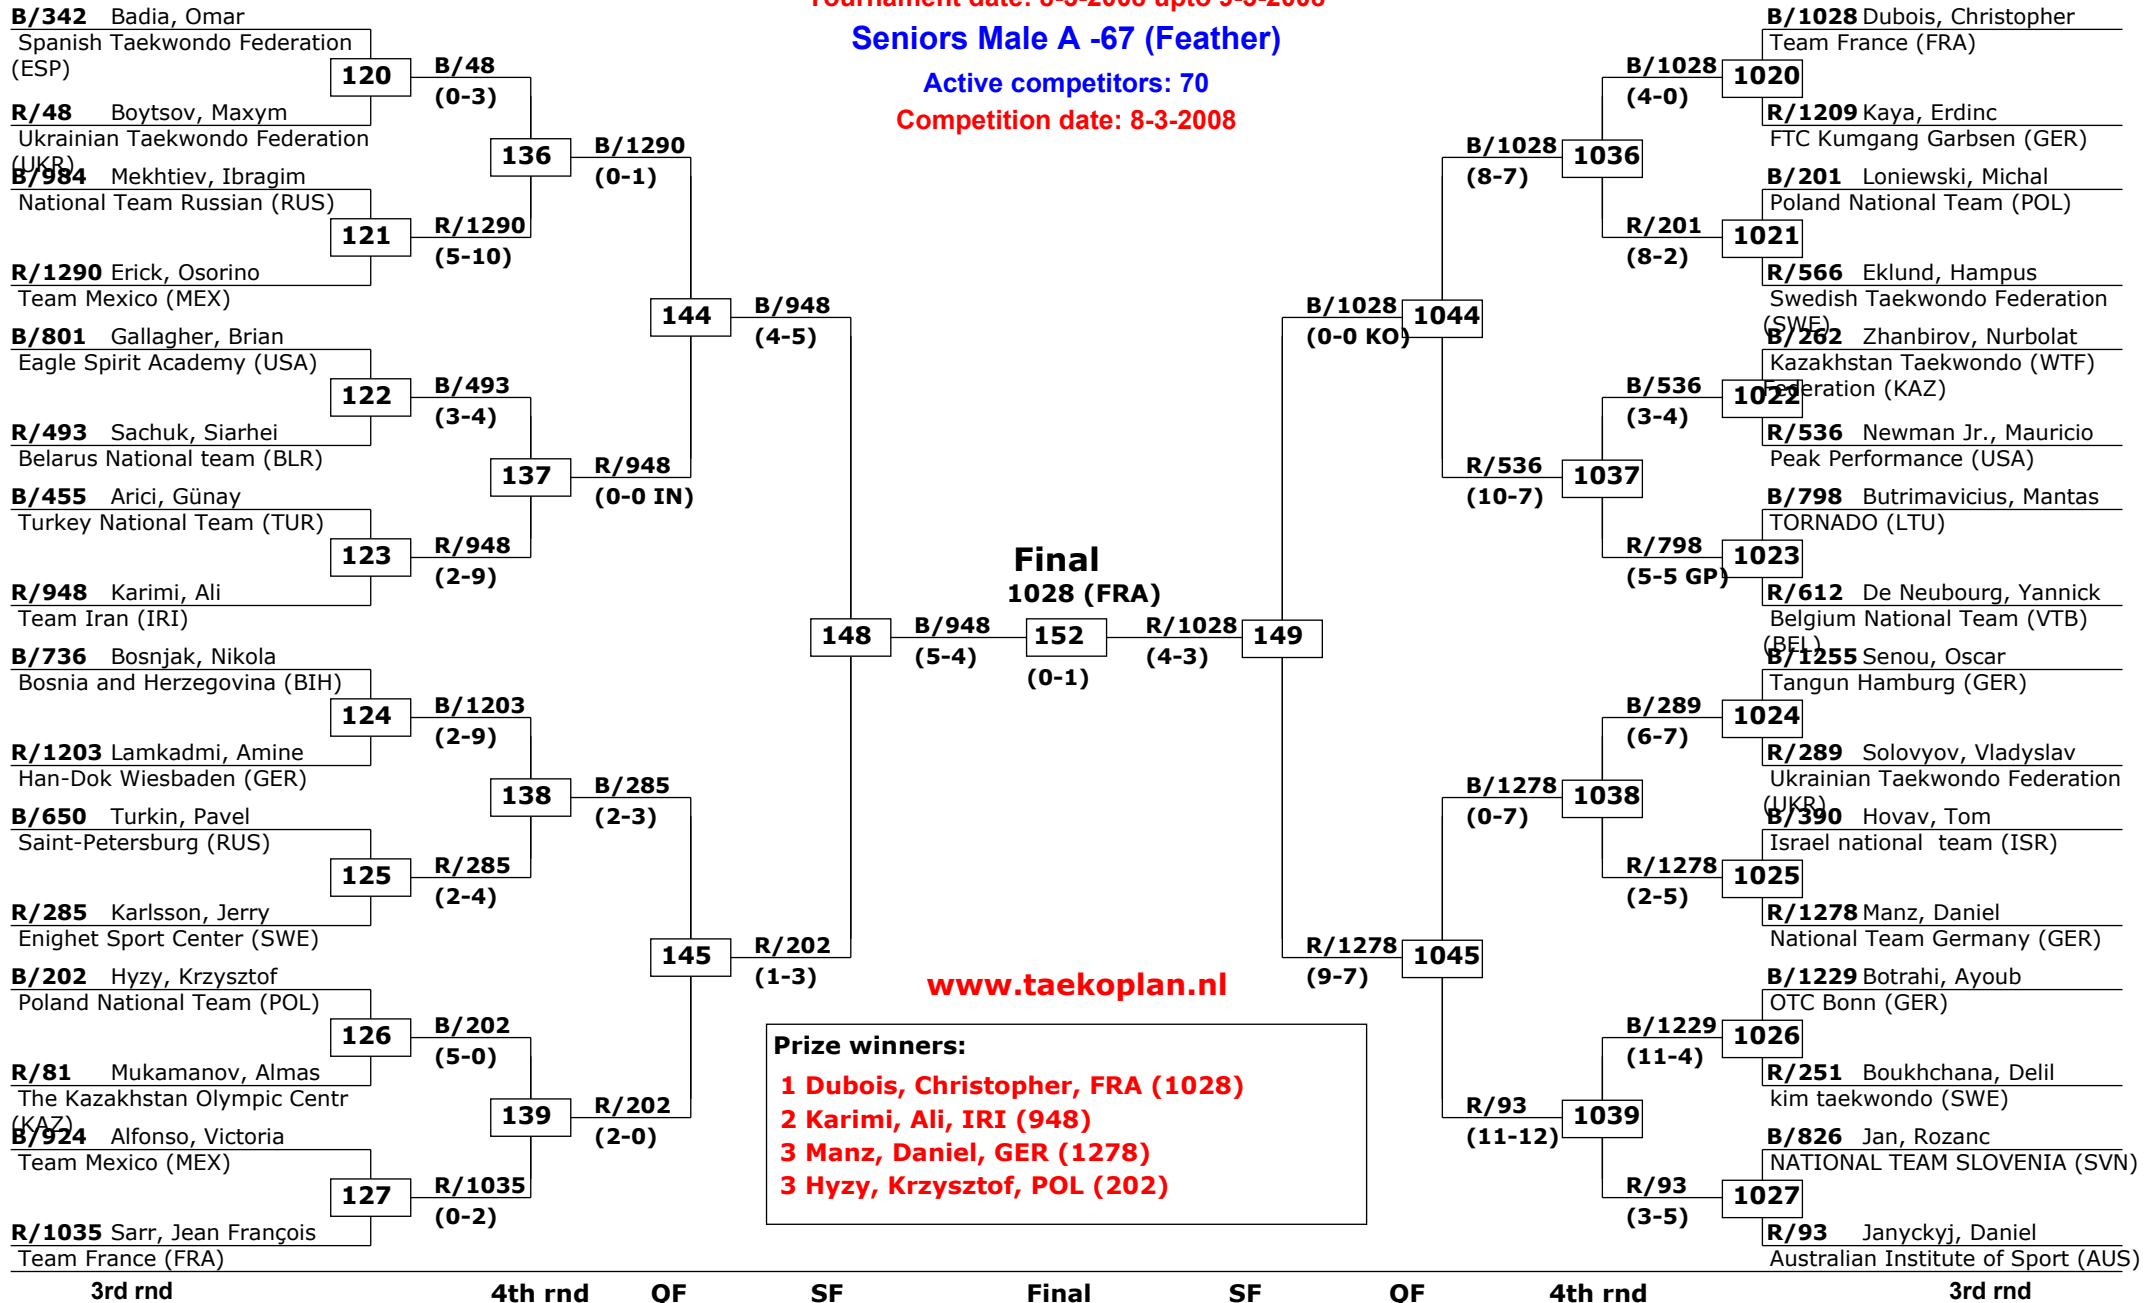 Tournament date: 8-3-2008 upto 9-3-2008
Seniors Male A -67 (Feather)
Active competitors: 70
Competition date: 8-3-2008
B/342 Badia, Omar
Spanish Taekwondo Federation
(ESP)
120
R/48 Boytsov, Maxym
Ukrainian Taekwondo Federation
(UKR)
B/984 Mekhtiev, Ibragim
National Team Russian (RUS)
121
R/1290 Erick, Osorino
Team Mexico (MEX)
B/801 Gallagher, Brian
Eagle Spirit Academy (USA)
122
R/493 Sachuk, Siarhei
Belarus National team (BLR)
B/455 Arici, Günay
Turkey National Team (TUR)
123
R/948 Karimi, Ali
Team Iran (IRI)
B/736 Bosnjak, Nikola
Bosnia and Herzegovina (BIH)
124
R/1203 Lamkadmi, Amine
Han-Dok Wiesbaden (GER)
B/650 Turkin, Pavel
Saint-Petersburg (RUS)
125
R/285 Karlsson, Jerry
Enighet Sport Center (SWE)
B/202 Hyzy, Krzysztof
Poland National Team (POL)
126
R/81 Mukamanov, Almas
The Kazakhstan Olympic Centr
(KAZ)
B/924 Alfonso, Victoria
Team Mexico (MEX)
127
R/1035 Sarr, Jean François
Team France (FRA)
B/48
(0-3)
136
R/1290
(5-10)
B/493
(3-4)
137
R/948
(2-9)
B/1203
(2-9)
138
R/285
(2-4)
B/202
(5-0)
139
R/1035
(0-2)
B/1290
(0-1)
144
R/948
(0-0 IN)
B/285
(2-3)
145
R/202
(2-0)
B/948
(4-5)
148
R/202
(1-3)
Final
1028 (FRA)
B/948
(5-4)
152
(0-1)
R/1028
(4-3)
149
B/1028
(0-0 KO)
1044
R/1278
(9-7)
1045
B/1028
(8-7)
1036
R/536
(10-7)
1037
B/1278
(0-7)
1038
R/93
(11-12)
1039
B/1028
(4-0)
R/201
(8-2)
B/536
(3-4)
R/798
(5-5 GP)
B/289
(6-7)
R/1278
(2-5)
B/1229
(11-4)
R/93
(3-5)
B/1028 Dubois, Christopher
Team France (FRA)
1020
R/1209 Kaya, Erdinc
FTC Kumgang Garbsen (GER)
B/201 Loniewski, Michal
Poland National Team (POL)
1021
R/566 Eklund, Hampus
Swedish Taekwondo Federation
(SWE)
B/262 Zhanbirov, Nurbolat
Kazakhstan Taekwondo (WTF)
Federation (KAZ)
1022
R/536 Newman Jr., Mauricio
Peak Performance (USA)
B/798 Butrimavicius, Mantas
TORNADO (LTU)
1023
R/612 De Neubourg, Yannick
Belgium National Team (VTB)
(BEL)
B/1255 Senou, Oscar
Tangun Hamburg (GER)
1024
R/289 Solovyov, Vladyslav
Ukrainian Taekwondo Federation
(UKR)
B/390 Hovav, Tom
Israel national team (ISR)
1025
R/1278 Manz, Daniel
National Team Germany (GER)
B/1229 Botrahi, Ayoub
OTC Bonn (GER)
1026
R/251 Boukhchana, Delil
kim taekwondo (SWE)
B/826 Jan, Rozanc
NATIONAL TEAM SLOVENIA (SVN)
1027
R/93 Janyckyj, Daniel
Australian Institute of Sport (AUS)
www.taekoplan.nl
Prize winners:
1 Dubois, Christopher, FRA (1028)
2 Karimi, Ali, IRI (948)
3 Manz, Daniel, GER (1278)
3 Hyzy, Krzysztof, POL (202)
3rd rnd 4th rnd QF SF Final SF QF 4th rnd 3rd rnd